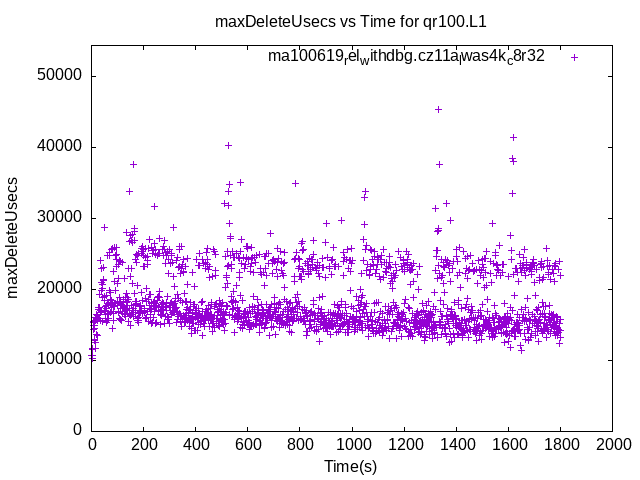 maxDeleteUsecs vs Time for qr100.L1
ma100619relwithdbg.cz11alwas4kc8r32
50000
40000
30000
20000
10000
0
maxDeleteUsecs
0 200 400 600 800 1000 1200 1400 1600 1800 2000
Time(s)